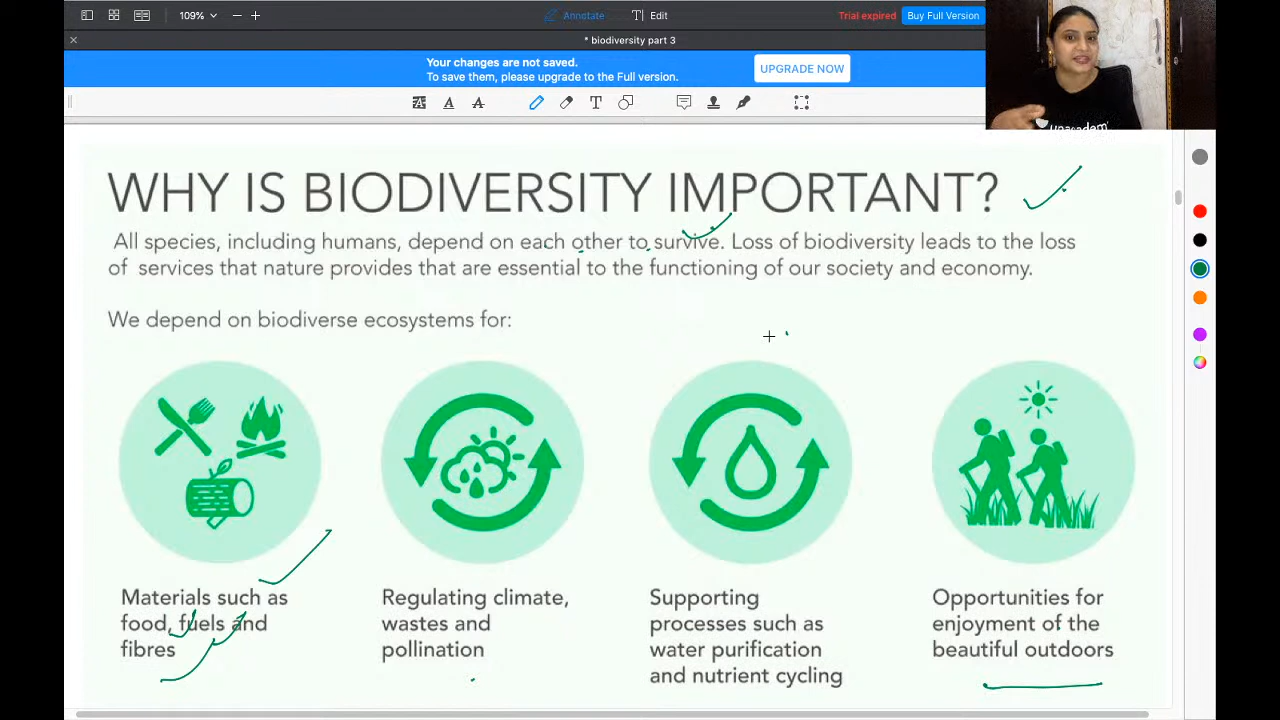 109%
Annotate
T Edit
Trial expired
Buy Full Version
* biodiversity part 3
Your changes are not saved.
To save them, please upgrade to the Full version.
UPGRADE NOW
WHY IS BIODIVERSITY IMPORTANT?
All species, including humans, depend on each other to survive. Loss of biodiversity leads to the loss
of services that nature provides that are essential to the functioning of our society and economy.
We depend on biodiverse ecosystems for:
Materials such as
food, fuels and
fibres
Regulating climate,
wastes and
pollination
Supporting
processes such as
water purification
and nutrient cycling
Opportunities for
enjoyment of the
beautiful outdoors